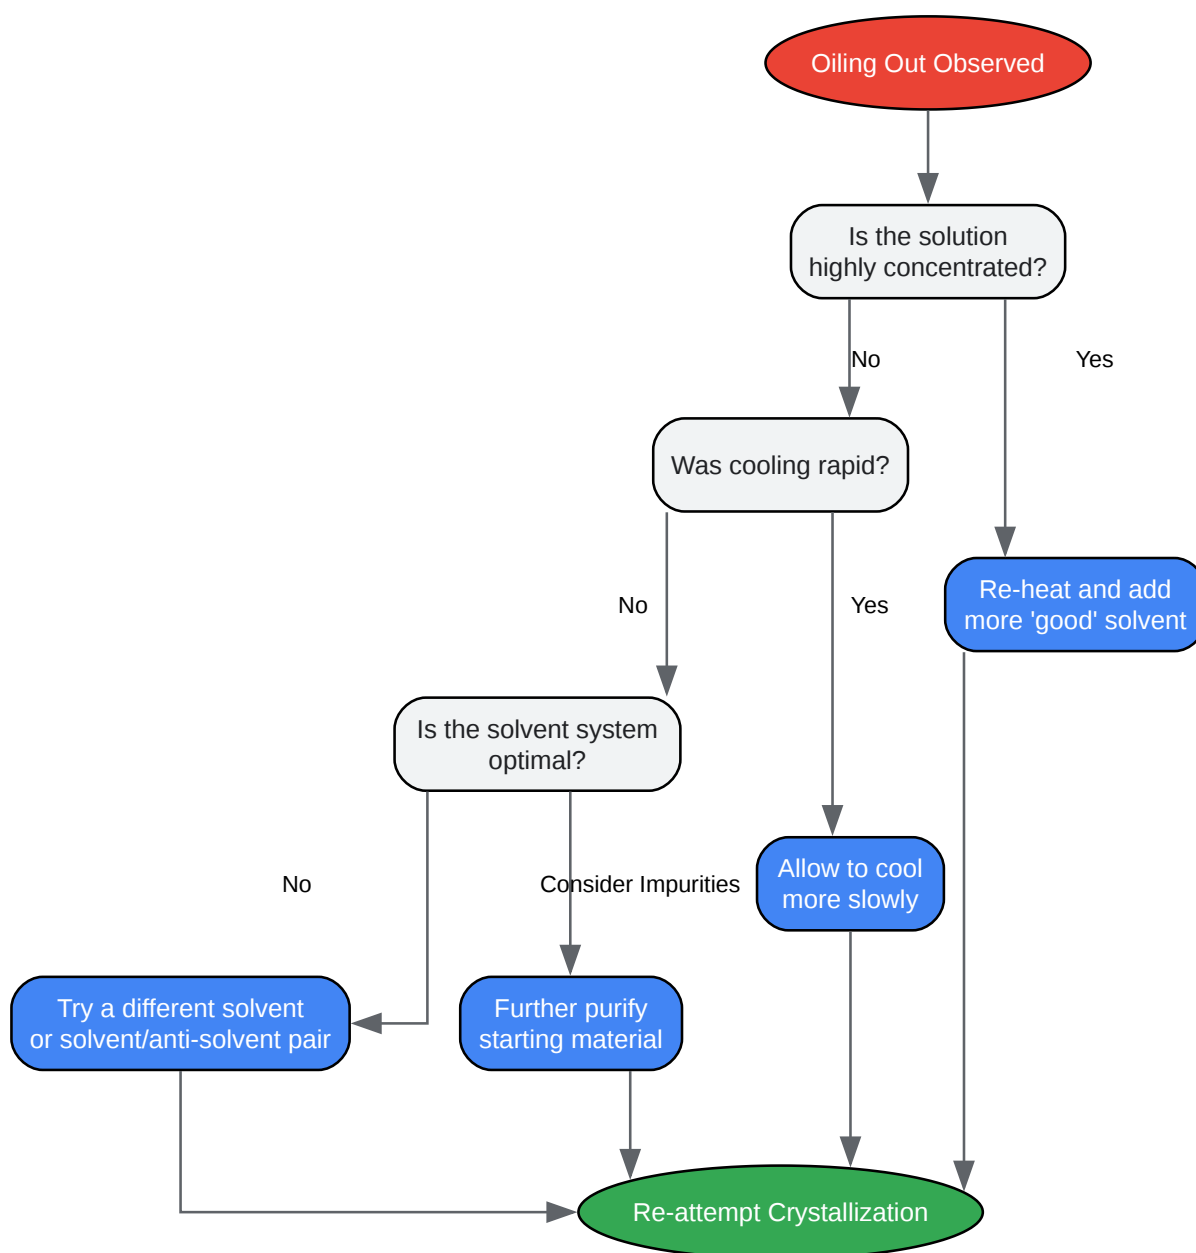 Oiling Out Observed
Is the solution
highly concentrated?
No
Yes
Was cooling rapid?
Re-heat and add
more 'good' solvent
No
Yes
Is the solvent system
optimal?
No
Consider Impurities
Allow to cool
more slowly
Try a different solvent
or solvent/anti-solvent pair
Further purify
starting material
Re-attempt Crystallization